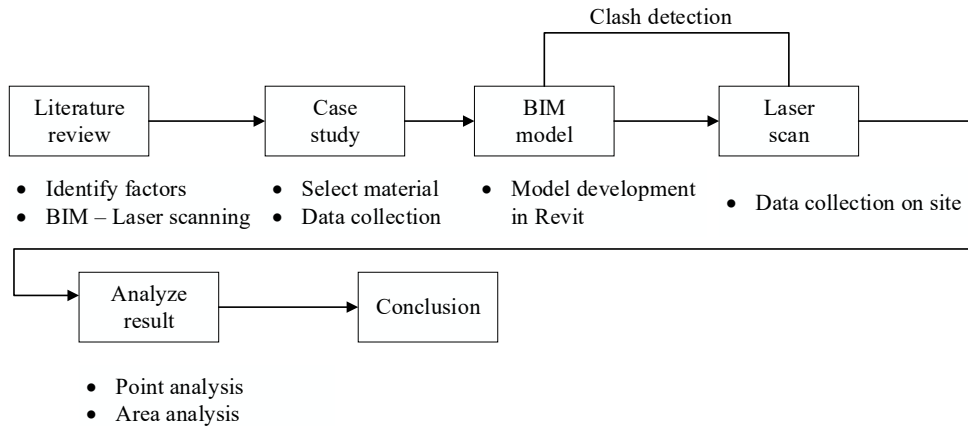 Clash detection
Literature
review
Case
study
BIM
model
Laser
scan
• Identify factors
• BIM – Laser scanning
• Select material
• Data collection
• Model development
in Revit
• Data collection on site
Analyze
result
Conclusion
• Point analysis
• Area analysis